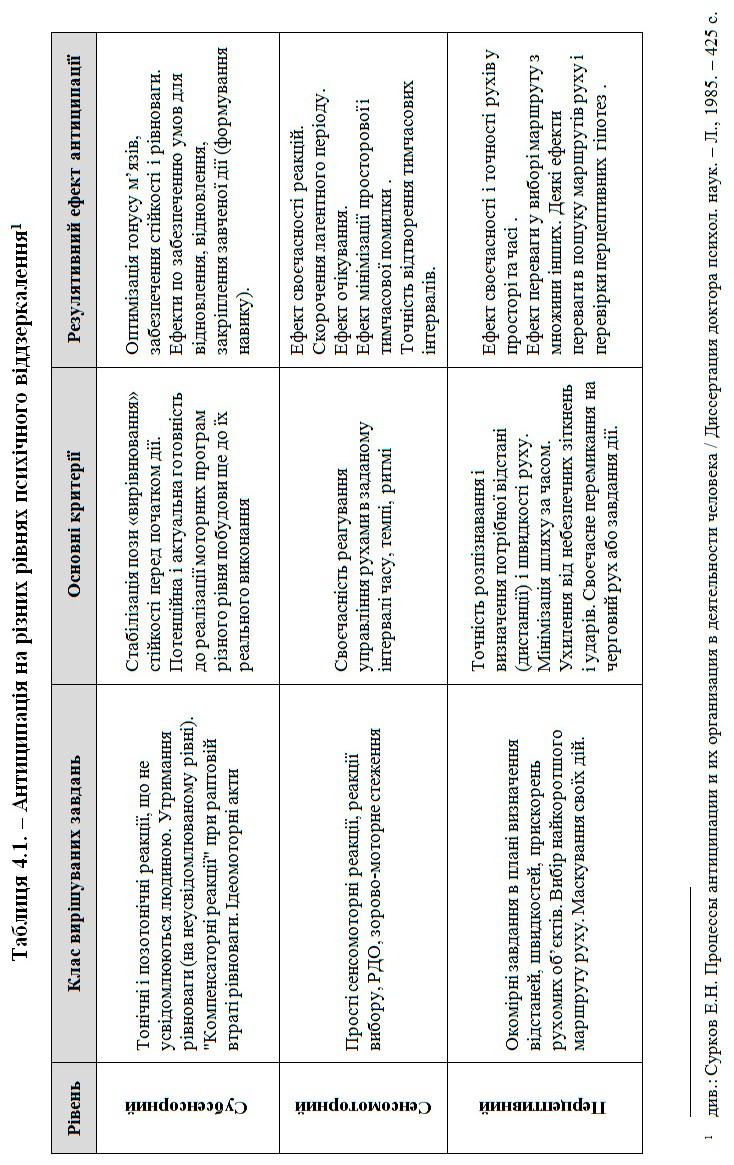 Таблиця 4.1. – Антиципація на різних рівнях психічного віддзеркалення¹
Рівень
Клас вирішуваних завдань
Основні критерії
Резулятивний ефект антиципації
Субсенсорний
Тонічні і позотонічні реакції, що не
усвідомлюються людиною. Утримання
рівноваги (на неусвідомлюваному рівні).
"Компенсаторні реакції" при раптовій
втраті рівноваги. Ідеомоторні акти
Стабілізація пози «вирівнювання»
стійкості перед початком дії.
Потенційна і актуальна готовність
до реалізації моторних програм
різного рівня побудови ще до їх
реального виконання
Оптимізація тонусу м’язів,
забезпечення стійкості і рівноваги.
Ефекти по забезпеченню умов для
відновлення, відновлення,
закріплення завченої дії (формування
навику).
Сенсомоторний
Прості сенсомоторні реакції, реакції
вибору, РДО, зорово-моторне стеження
Своєчасність реагування
управління рухами в заданому
інтервалі часу, темпі, ритмі
Ефект своєчасності реакцій.
Скорочення латентного періоду.
Ефект очікування.
Ефект мінімізації просторової і
тимчасової помилки .
Точність відтворення тимчасових
інтервалів.
Перцептивний
Окомірні завдання в плані визначення
відстаней, швидкостей, прискорень
рухомих об’єктів. Вибір найкоротшого
маршруту руху. Маскування своїх дій.
Точність розпізнавання і
визначення потрібної відстані
(дистанції) і швидкості руху.
Мінімізація шляху за часом.
Ухилення від небезпечних зіткнень
і ударів. Своєчасне перемикання на
черговий рух або завдання дії.
Ефект своєчасності і точності рухів у
просторі та часі .
Ефект переваги у виборі маршруту з
множини інших. Деякі ефекти
переваги в пошуку маршрутів руху і
перевірки перцептивних гіпотез .
¹ див.: Сурков Е.Н. Процессы антиципации и их организация в деятельности человека / Диссертация доктора психол. наук. – Л., 1985. – 425 с.